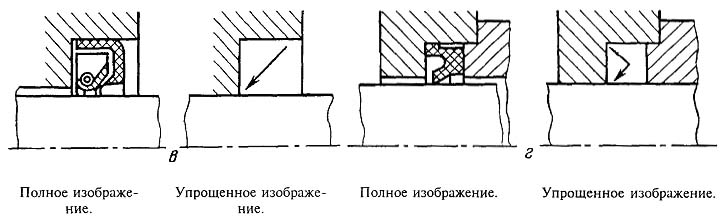 в
г
Полное изображе-
ние.
Упрощенное изображе-
ние.
Полное изображение.
Упрощенное изображение.